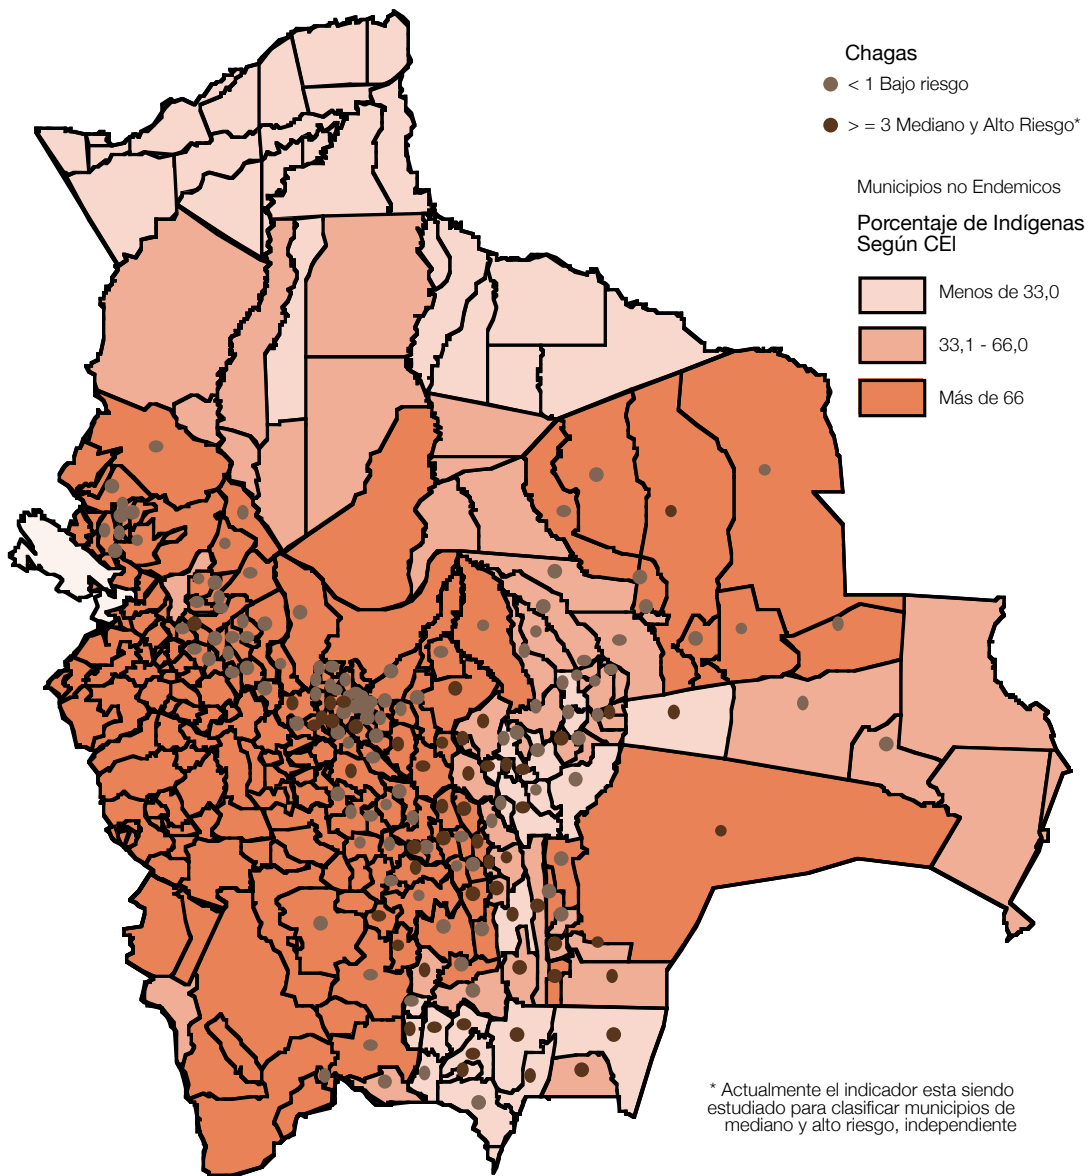 Chagas
< 1 Bajo riesgo
> = 3 Mediano y Alto Riesgo*
Municipios no Endemicos
Porcentaje de Indígenas
Según CEI
Menos de 33,0
33,1 - 66,0
Más de 66
* Actualmente el indicador esta siendo
estudiado para clasificar municipios de
mediano y alto riesgo, independiente